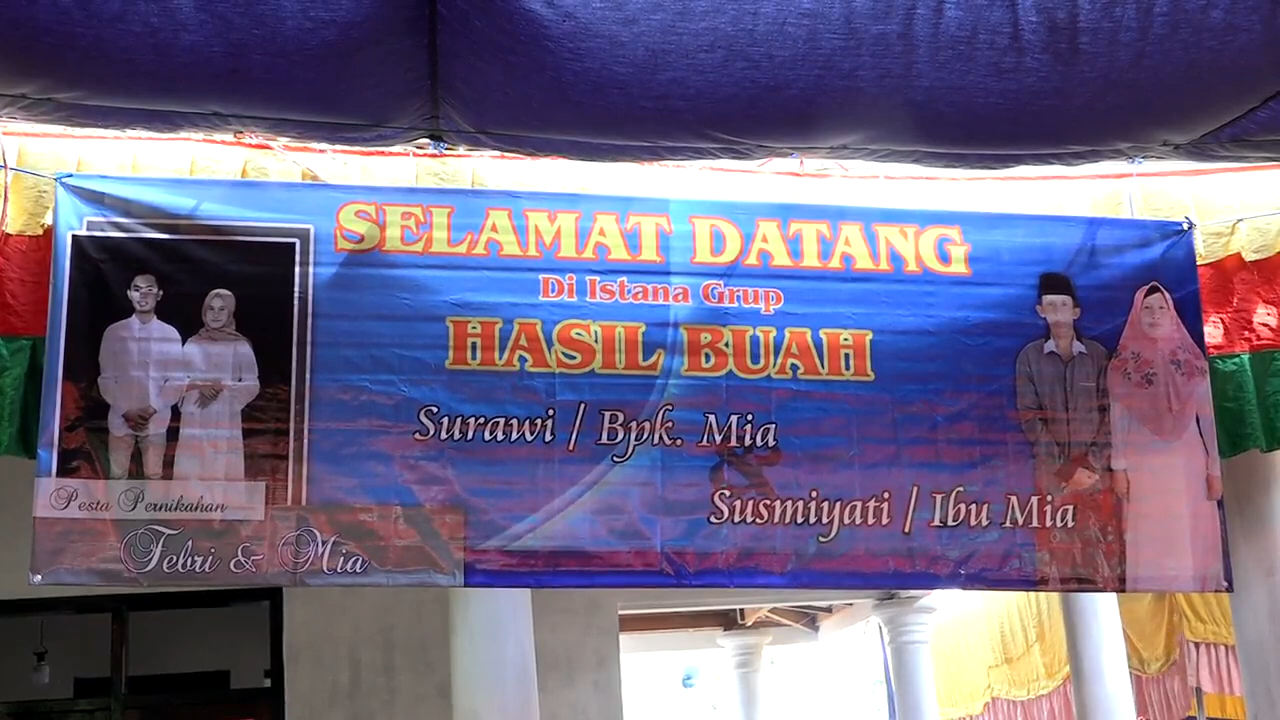 SELAMAT DATANG
Di Istana Grup
HASIL BUAH
Surawi / Bpk. Mia
Susmiyati / Ibu Mia
Pesta Pernikahan
Febri & Mia